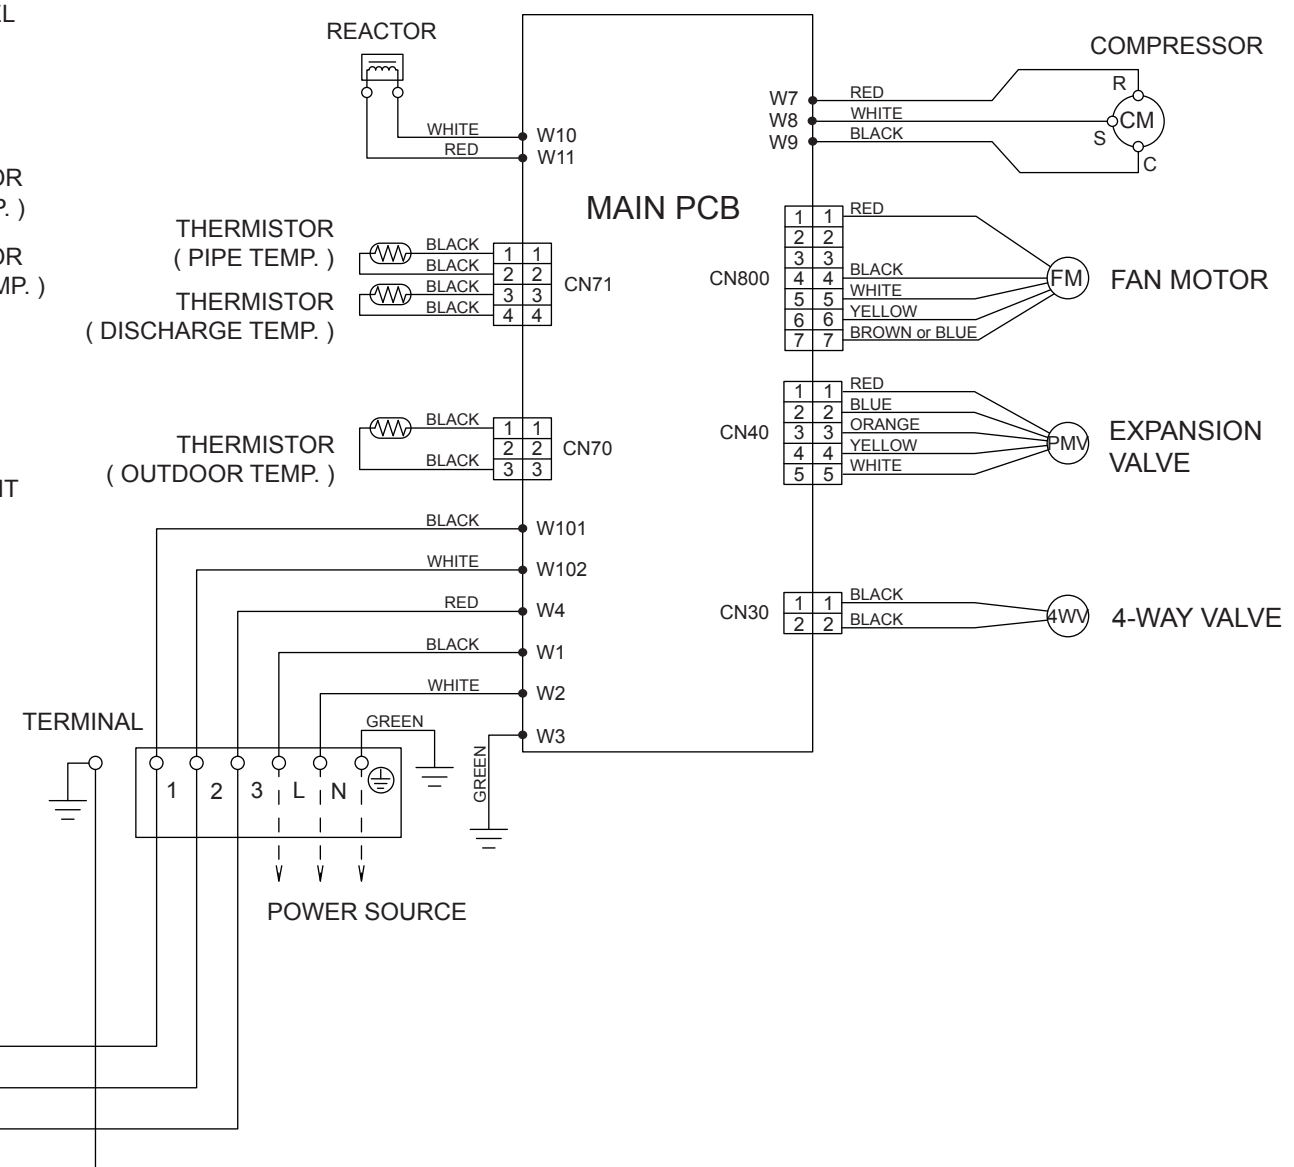 REACTOR
WHITE
RED
W10
W11
MAIN PCB
W7
W8
W9
RED
WHITE
BLACK
COMPRESSOR
R
S
CM
C
THERMISTOR
( PIPE TEMP. )
THERMISTOR
( DISCHARGE TEMP. )
BLACK
BLACK
BLACK
BLACK
1 1
2 2
3 3
4 4
CN71
CN800
1 1
2 2
3 3
4 4
5 5
6 6
7 7
RED
BLACK
WHITE
YELLOW
BROWN or BLUE
FM
FAN MOTOR
THERMISTOR
( OUTDOOR TEMP. )
BLACK
BLACK
1 1
2 2
3 3
CN70
CN40
1 1
2 2
3 3
4 4
5 5
RED
BLUE
ORANGE
YELLOW
WHITE
PMV
EXPANSION
VALVE
BLACK
W101
WHITE
W102
RED
W4
BLACK
W1
WHITE
W2
GREEN
W3
GREEN
CN30
1 1
2 2
BLACK
BLACK
4WV
4-WAY VALVE
TERMINAL
1 2 3 L N
POWER SOURCE